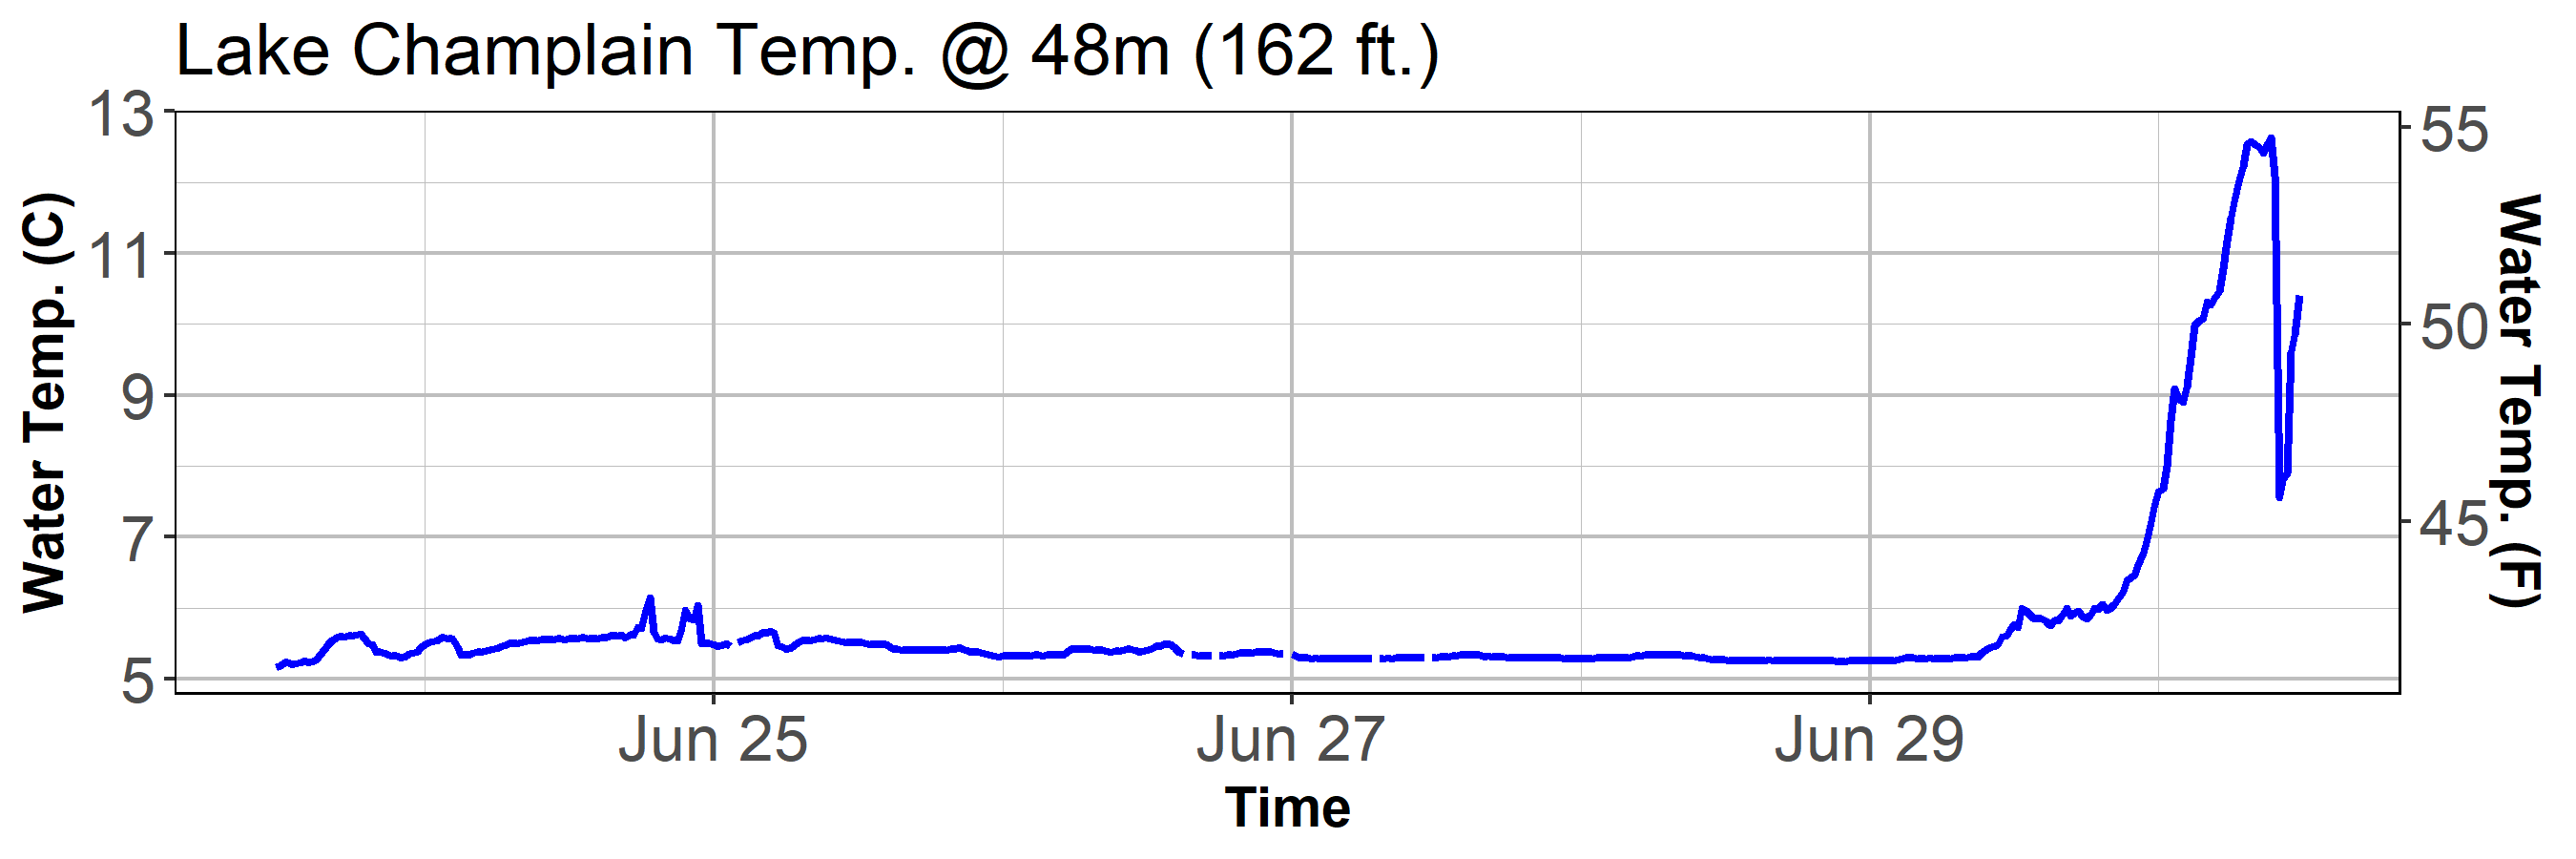 Lake Champlain Temp. @ 48m (162 ft.)
Water Temp. (C)
13
11
9
7
5
55
50
45
Water Temp. (F)
Jun 25
Jun 27
Jun 29
Time